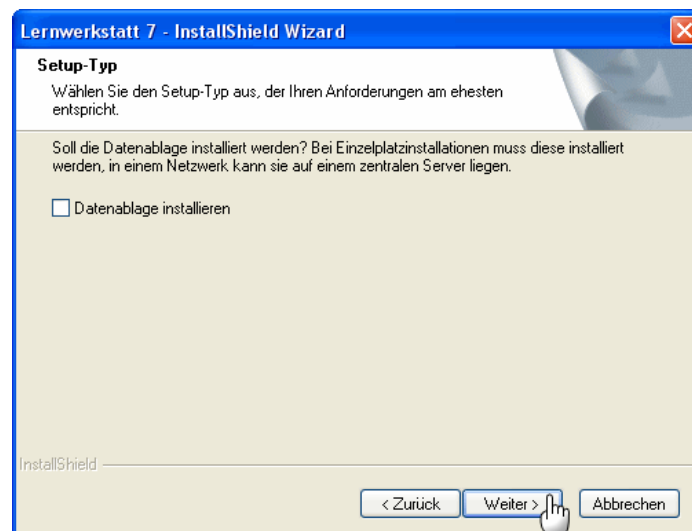 Lernwerkstatt 7 - InstallShield Wizard
Setup-Typ
Wählen Sie den Setup-Typ aus, der Ihren Anforderungen am ehesten
entspricht.
Soll die Datenablage installiert werden? Bei Einzelplatzinstallationen muss diese installiert
werden, in einem Netzwerk kann sie auf einem zentralen Server liegen.
Datenablage installieren
InstallShield
< Zurück Weiter > Abbrechen